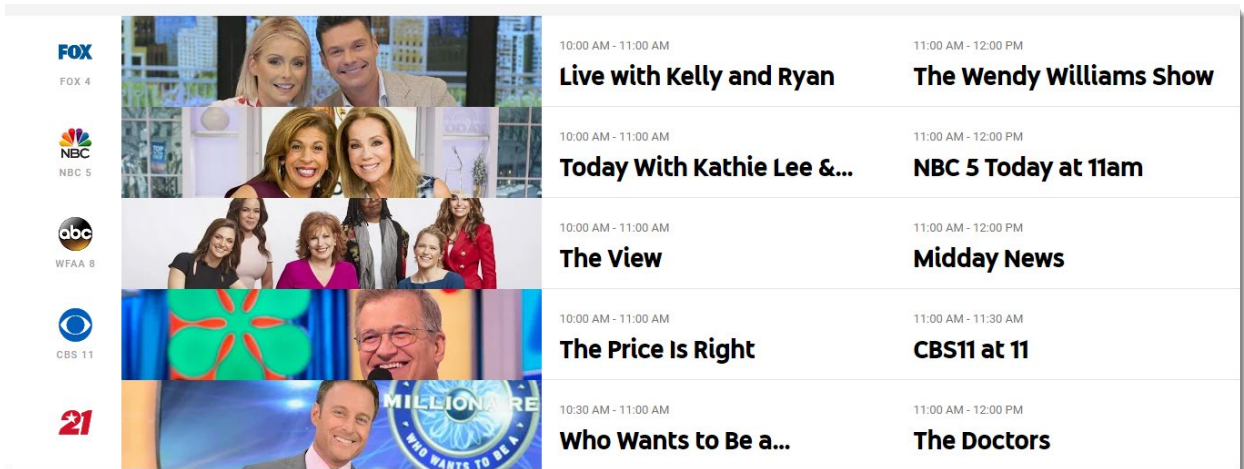 FOX
FOX 4
10:00 AM - 11:00 AM
Live with Kelly and Ryan
11:00 AM - 12:00 PM
The Wendy Williams Show
NBC
NBC 5
10:00 AM - 11:00 AM
Today With Kathie Lee &...
11:00 AM - 12:00 PM
NBC 5 Today at 11am
abc
WFAA 8
10:00 AM - 11:00 AM
The View
11:00 AM - 12:00 PM
Midday News
CBS 11
10:00 AM - 11:00 AM
The Price Is Right
11:00 AM - 11:30 AM
CBS11 at 11
21
MILLIONAIRE
WHO WANTS TO BE A
10:30 AM - 11:00 AM
Who Wants to Be a...
11:00 AM - 12:00 PM
The Doctors